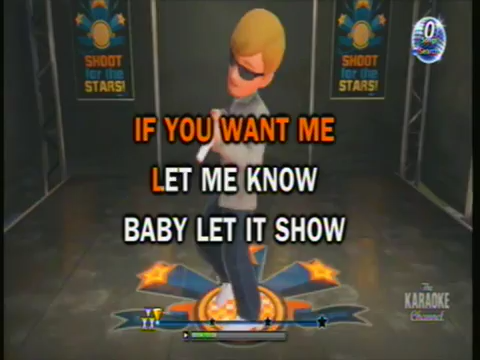 SHOOT
for the
STARS!
SHOOT
for the
STARS!
0
IF YOU WANT ME
LET ME KNOW
BABY LET IT SHOW
The
KARAOKE
Channel